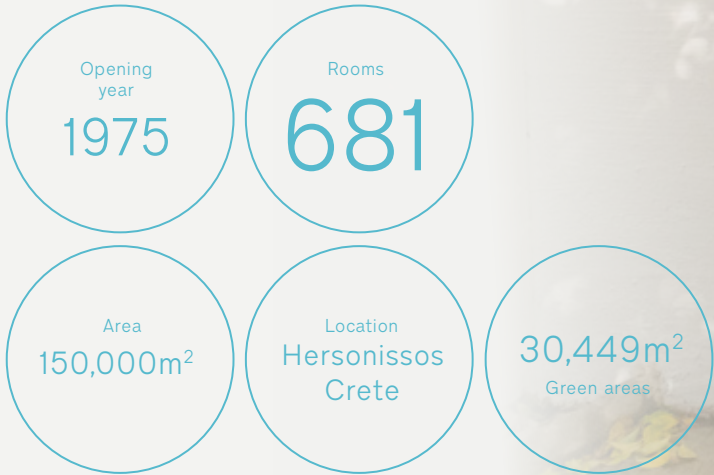 Opening
year
1975
Rooms
681
Area
150,000m²
Location
Hersonissos
Crete
30,449m²
Green areas